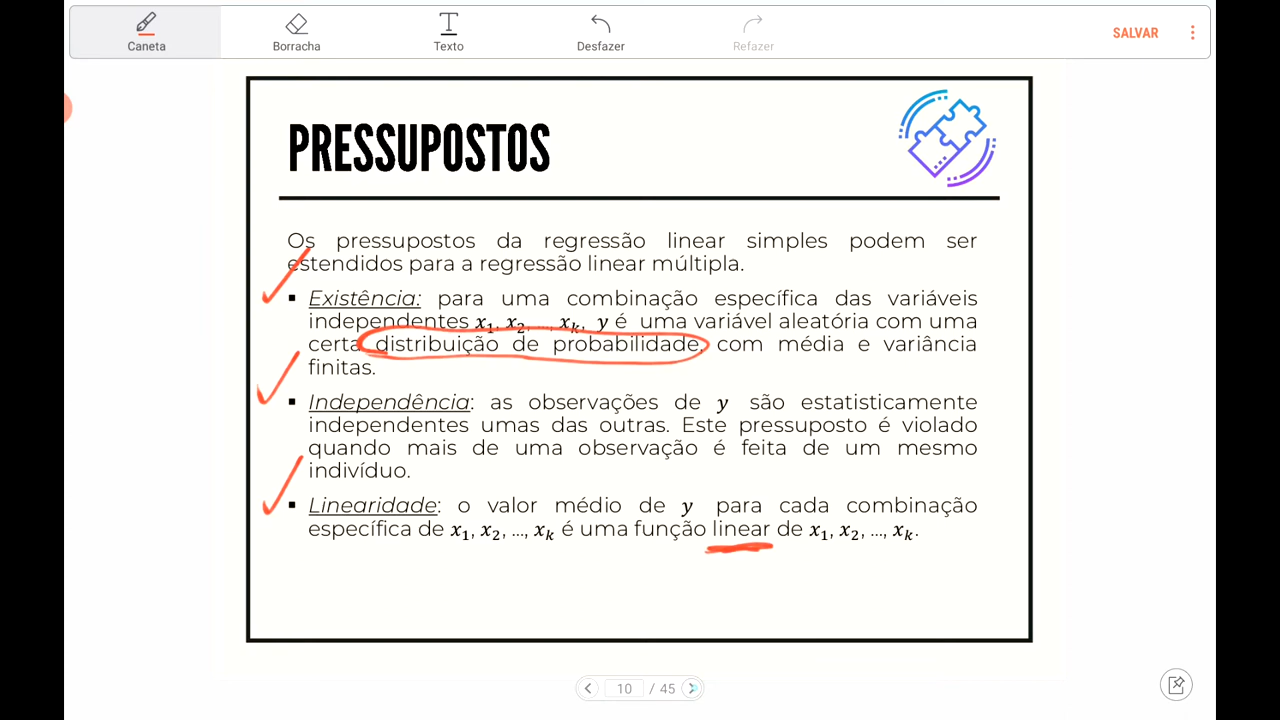 Caneta
Borracha
Texto
Desfazer
Refazer
SALVAR
PRESSUPOSTOS
Os pressupostos da regressão linear simples podem ser
estendidos para a regressão linear múltipla.
▪ Existência: para uma combinação específica das variáveis
independentes x₁, x₂, ..., xₖ, y é uma variável aleatória com uma
certa distribuição de probabilidade, com média e variância
finitas.
▪ Independência: as observações de y são estatisticamente
independentes umas das outras. Este pressuposto é violado
quando mais de uma observação é feita de um mesmo
indivíduo.
▪ Linearidade: o valor médio de y para cada combinação
específica de x₁, x₂, ..., xₖ é uma função linear de x₁, x₂, ..., xₖ.
10 / 45